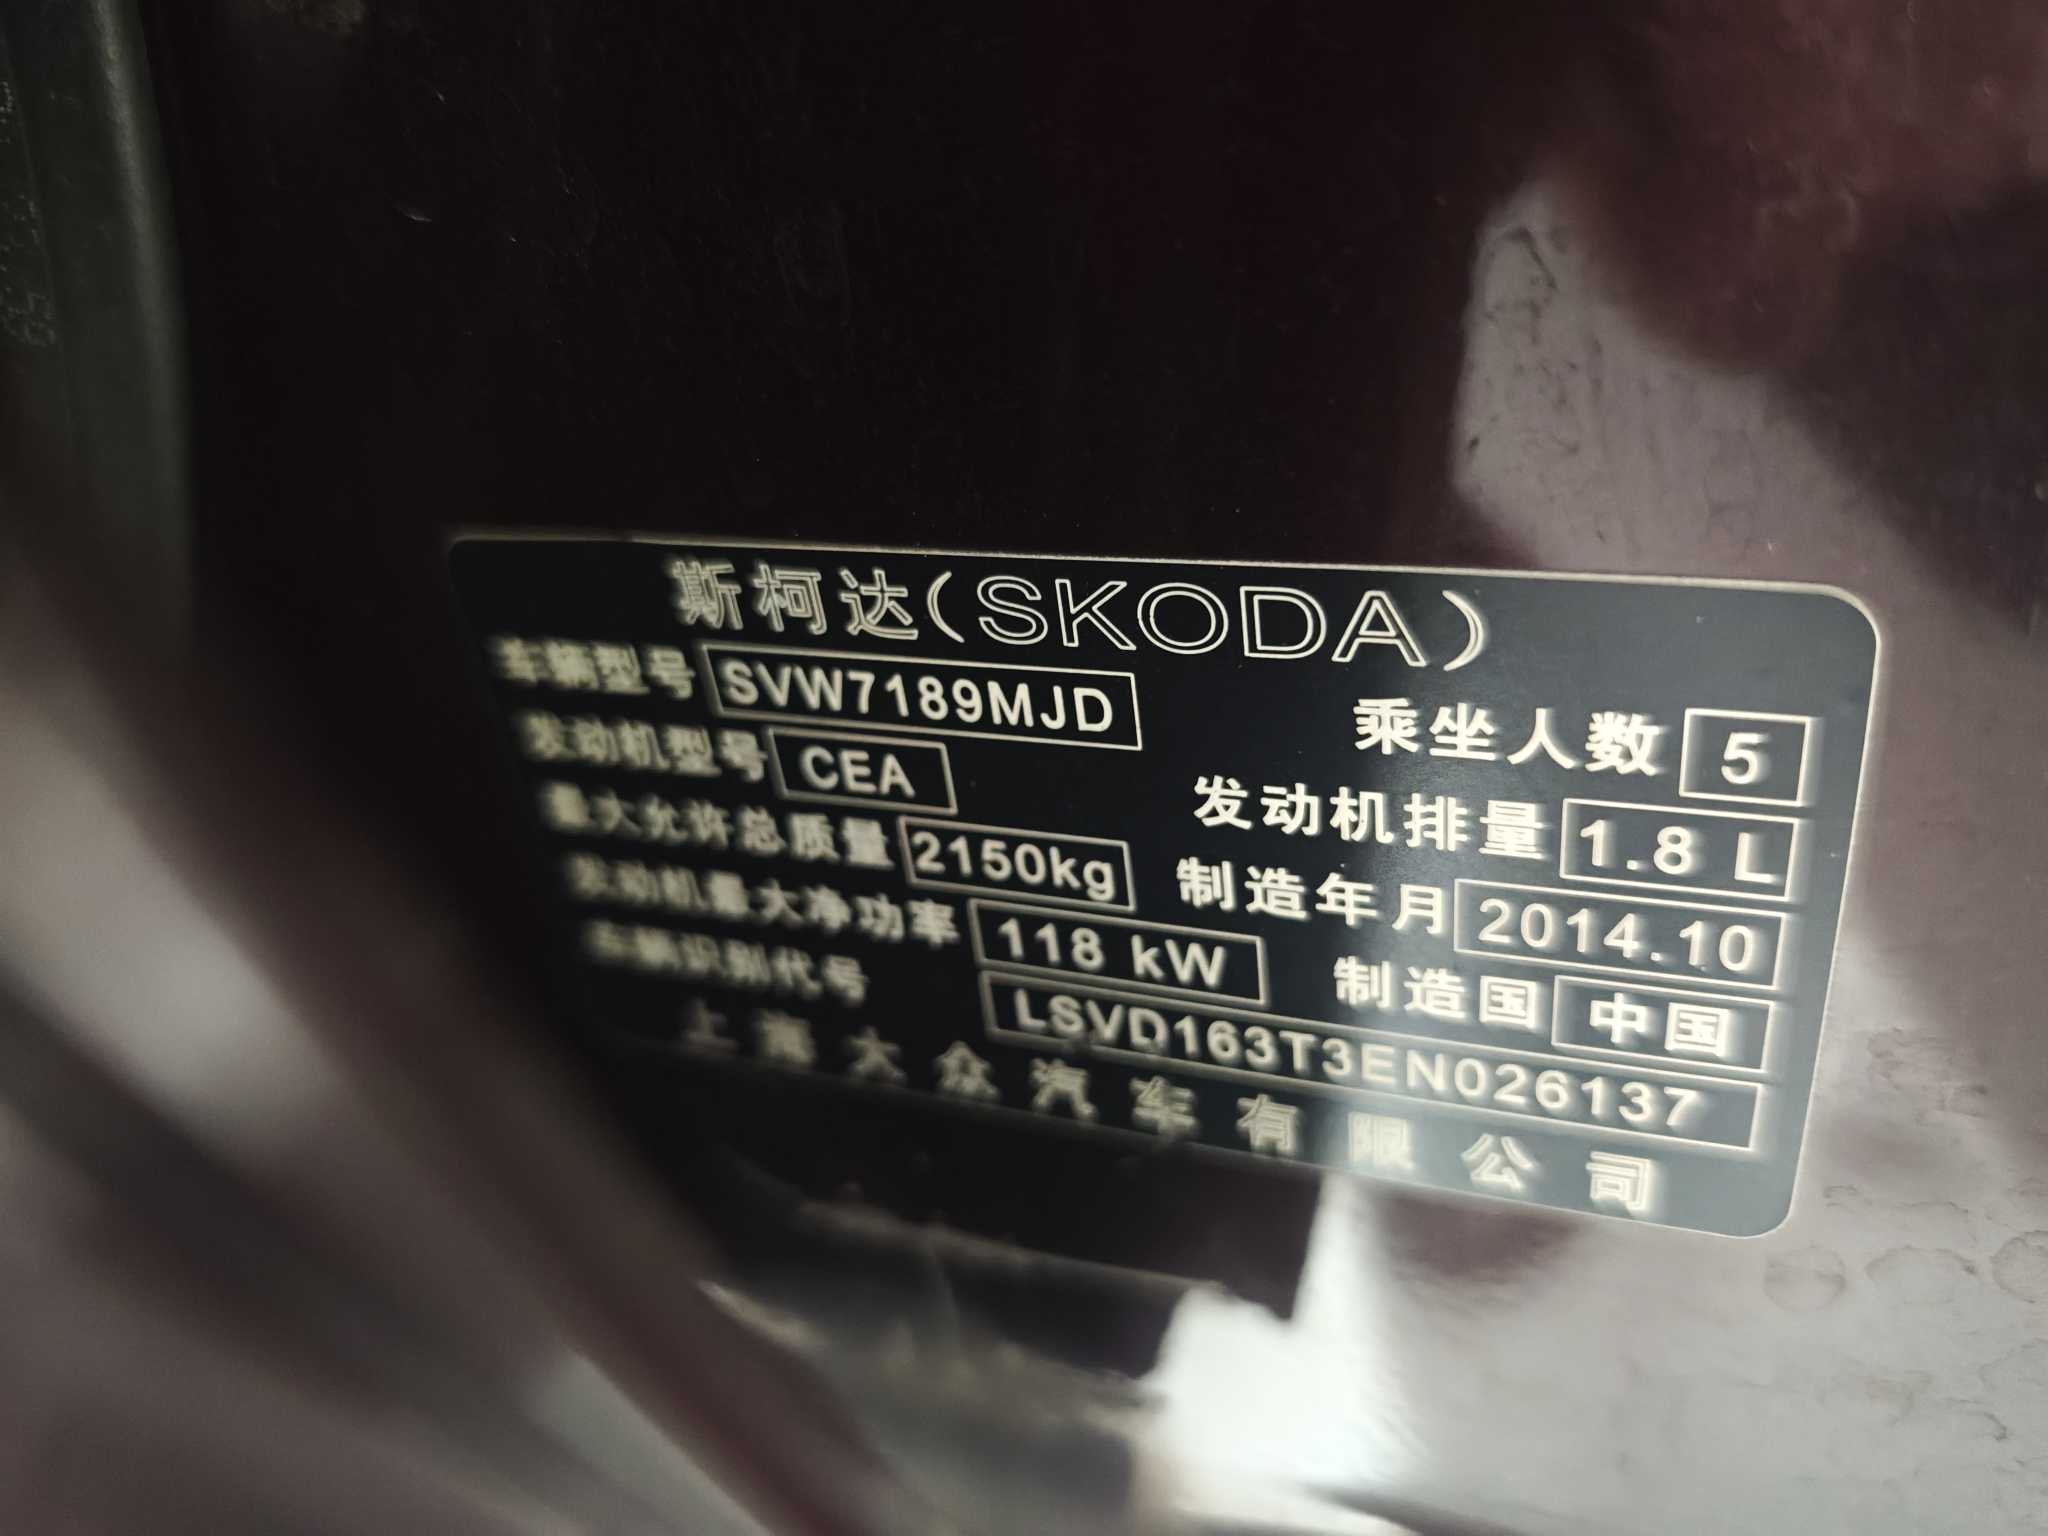 斯柯达(SKODA)
车辆型号 SVW7189MJD 乘坐人数 5
发动机型号 CEA 发动机排量 1.8 L
最大允许总质量 2150kg 制造年月 2014.10
发动机最大净功率 118 kW 制造国 中国
车辆识别代号 LSVD163T3EN026137
上海大众汽车有限公司